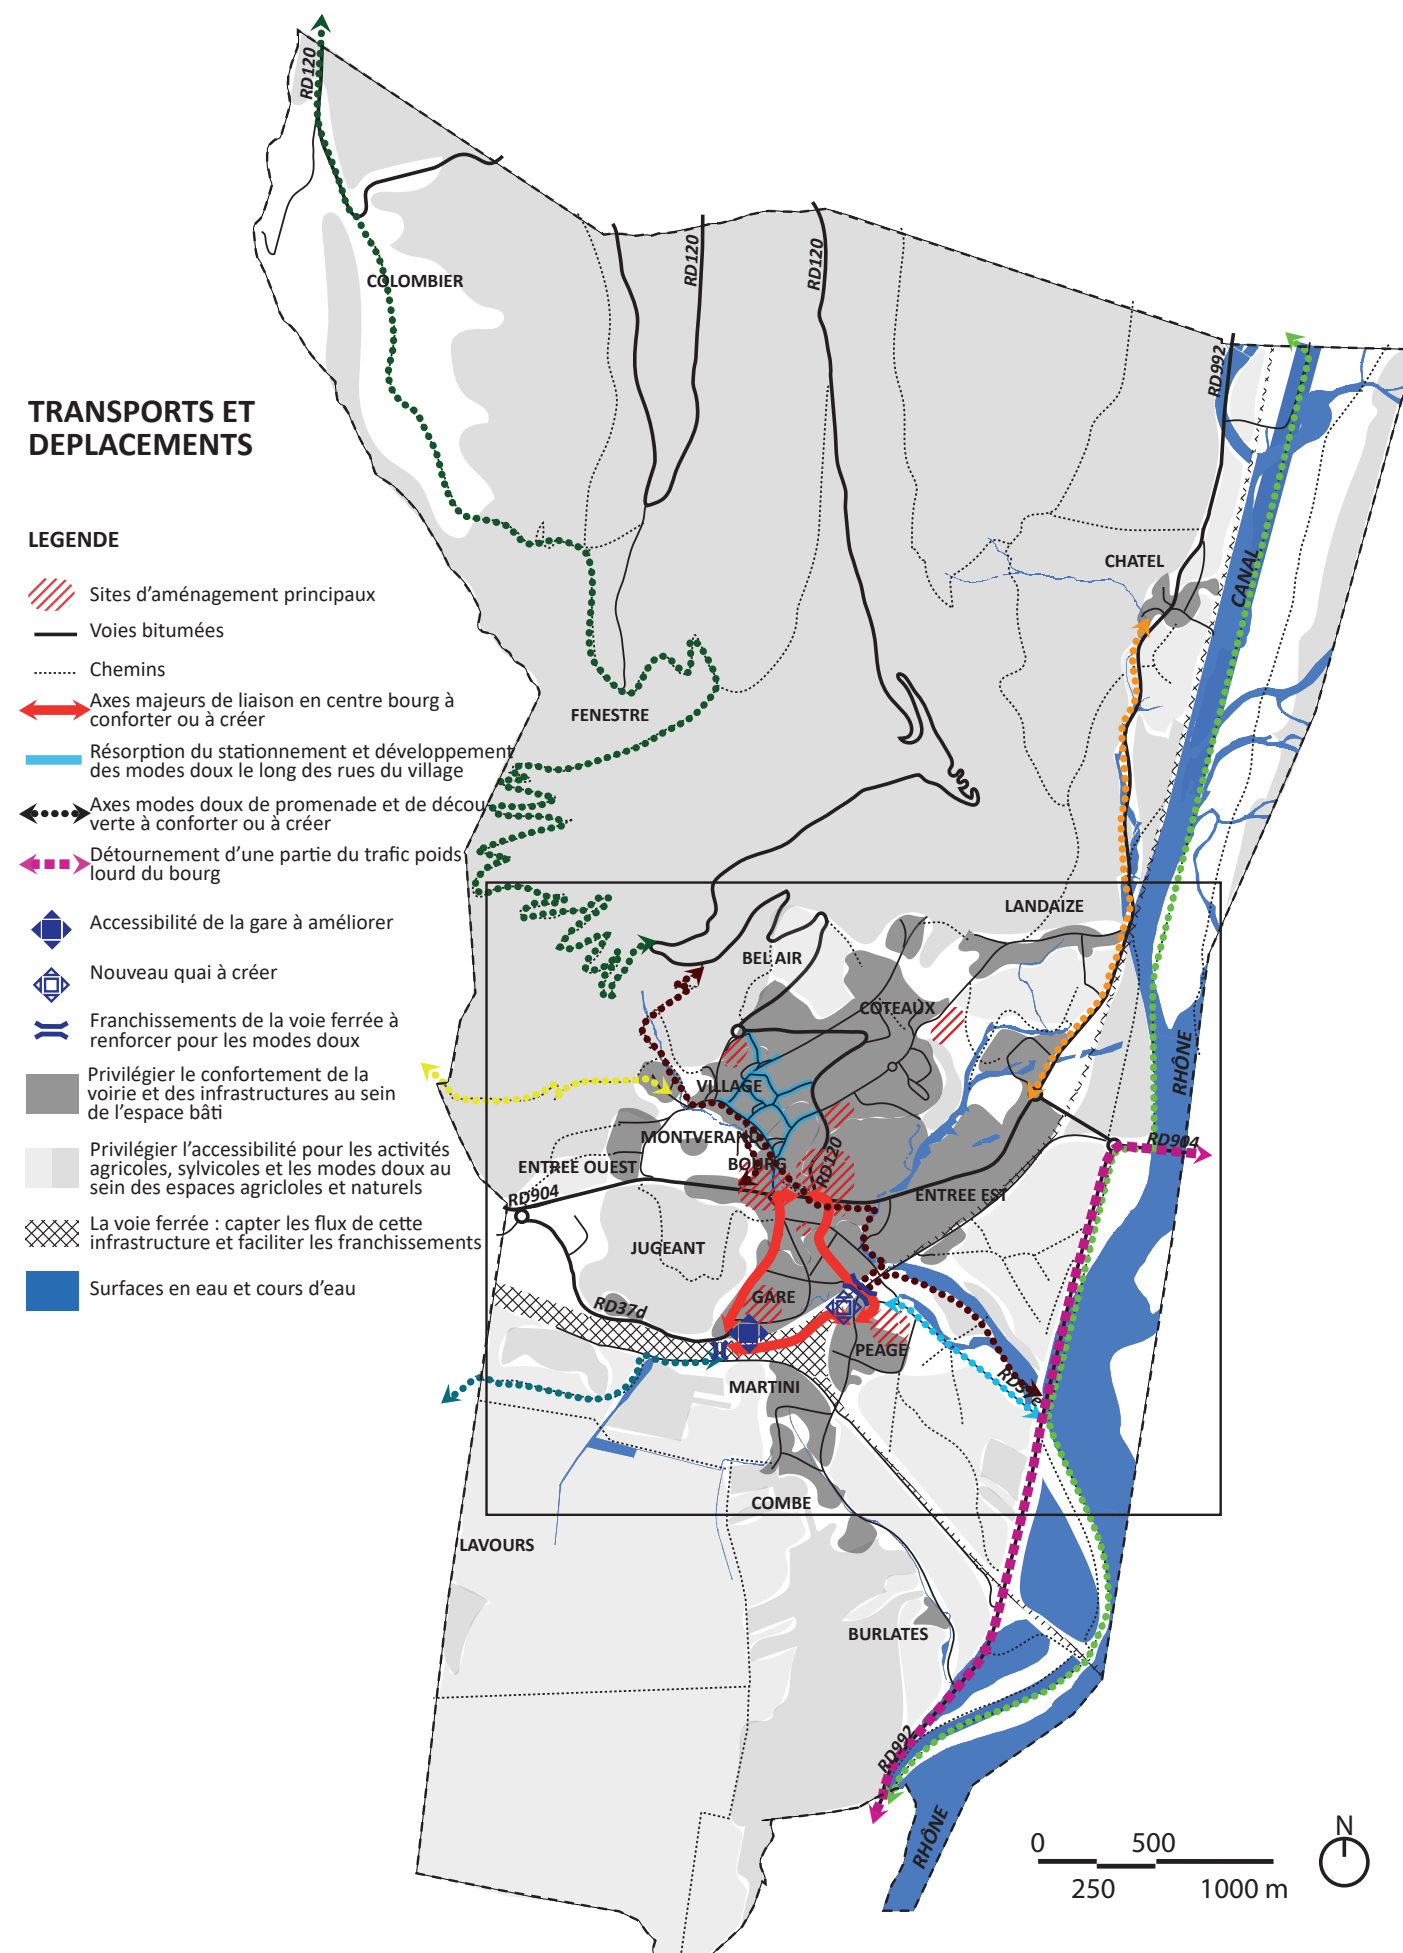 TRANSPORTS ET
DEPLACEMENTS
LEGENDE
Sites d'aménagement principaux
Voies bitumées
Chemins
Axes majeurs de liaison en centre bourg à
conforter ou à créer
Résorption du stationnement et développement
des modes doux le long des rues du village
Axes modes doux de promenade et de décou-
verte à conforter ou à créer
Détournement d'une partie du trafic poids
lourd du bourg
Accessibilité de la gare à améliorer
Nouveau quai à créer
Franchissements de la voie ferrée à
renforcer pour les modes doux
Privilégier le confortement de la
voirie et des infrastructures au sein
de l'espace bâti
Privilégier l'accessibilité pour les activités
agricoles, sylvicoles et les modes doux au
sein des espaces agricloles et naturels
La voie ferrée : capter les flux de cette
infrastructure et faciliter les franchissements
Surfaces en eau et cours d'eau
RD120
COLOMBIER
RD120
RD120
RD992
CHATEL
CANAL
FENESTRE
LANDAIZE
BEL AIR
COTEAUX
RHÔNE
VILLAGE
MONTVERAND
BOURG
RD120
RD904
ENTREE OUEST
RD904
ENTREE EST
JUGEANT
GARE
RD37d
PEAGE
MARTINI
COMBE
LAVOURS
BURLATES
RD992
RHÔNE
0
500
250
1000 m
N